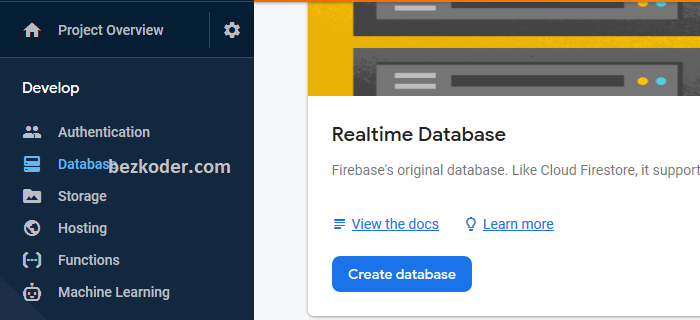 Project Overview
Develop
Authentication
Database
bezkoder.com
Storage
Hosting
Functions
Machine Learning
Realtime Database
Firebase's original database. Like Cloud Firestore, it support
View the docs
Learn more
Create database